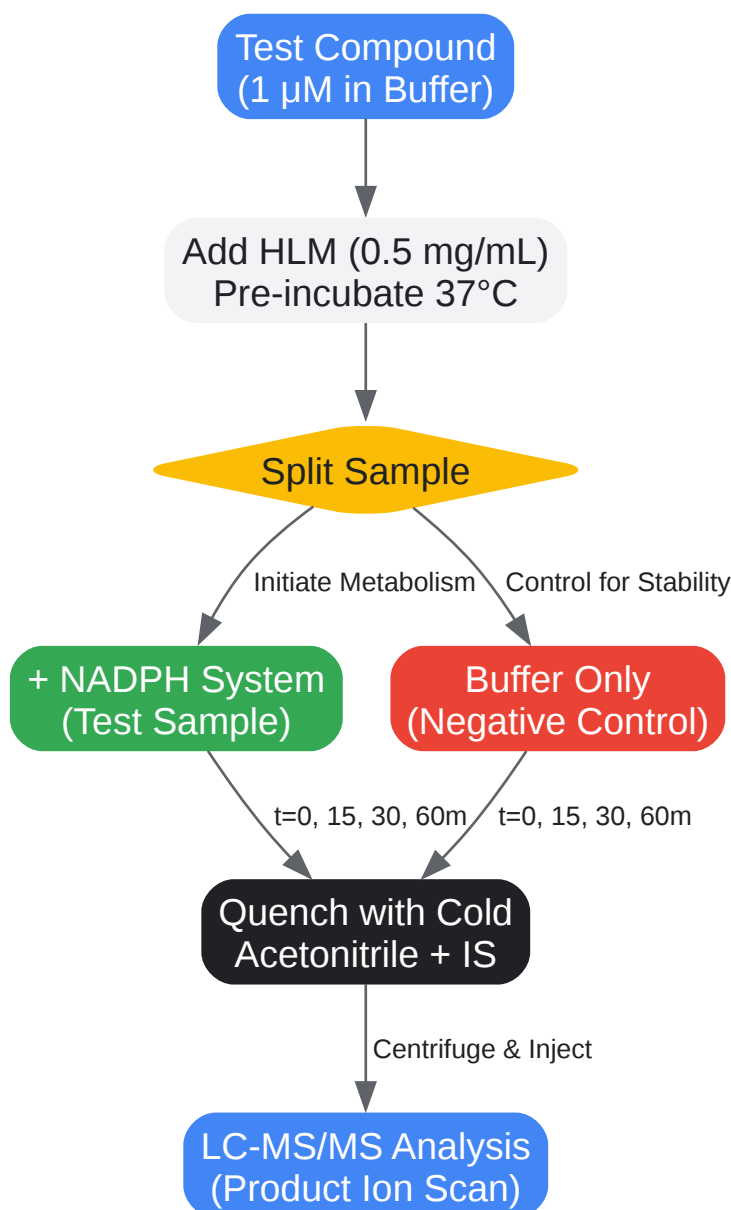 Test Compound
(1 μM in Buffer)
Add HLM (0.5 mg/mL)
Pre-incubate 37°C
Split Sample
Initiate Metabolism
Control for Stability
+ NADPH System
(Test Sample)
Buffer Only
(Negative Control)
t=0, 15, 30, 60m
t=0, 15, 30, 60m
Quench with Cold
Acetonitrile + IS
Centrifuge & Inject
LC-MS/MS Analysis
(Product Ion Scan)